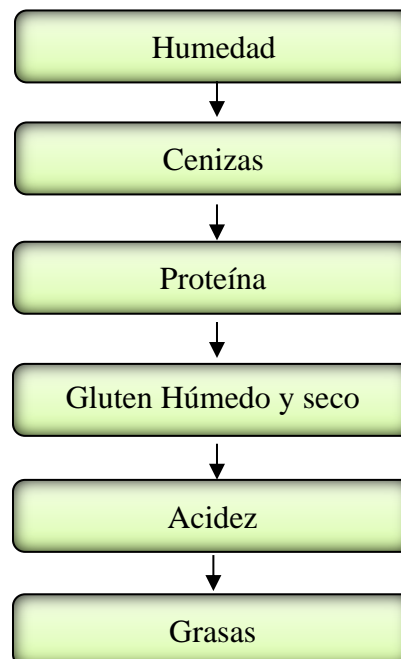 Humedad
Cenizas
Proteína
Gluten Húmedo y seco
Acidez
Grasas